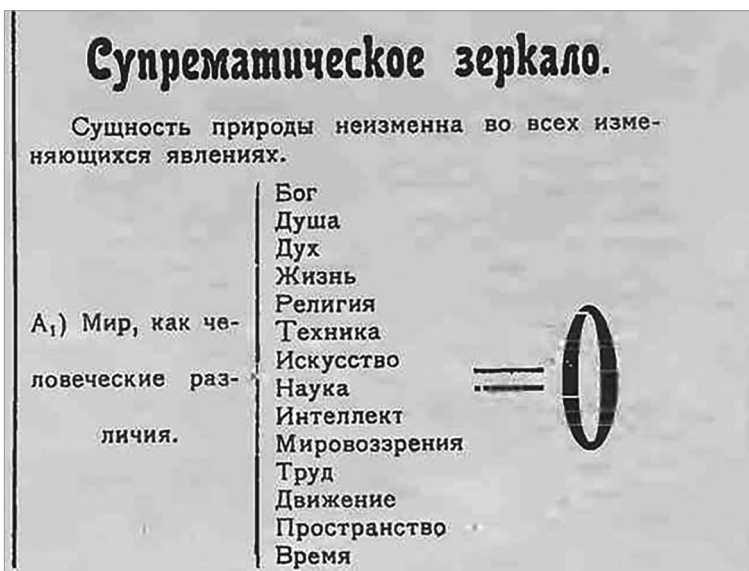 Супрематическое зеркало.
Сущность природы неизменна во всех изме-
няющихся явлениях.
А₁) Мир, как че-
ловеческие раз-
личия.
Бог
Душа
Дух
Жизнь
Религия
Техника
Искусство
Наука
Интеллект
Мировоззрения
Труд
Движение
Пространство
Время
=0